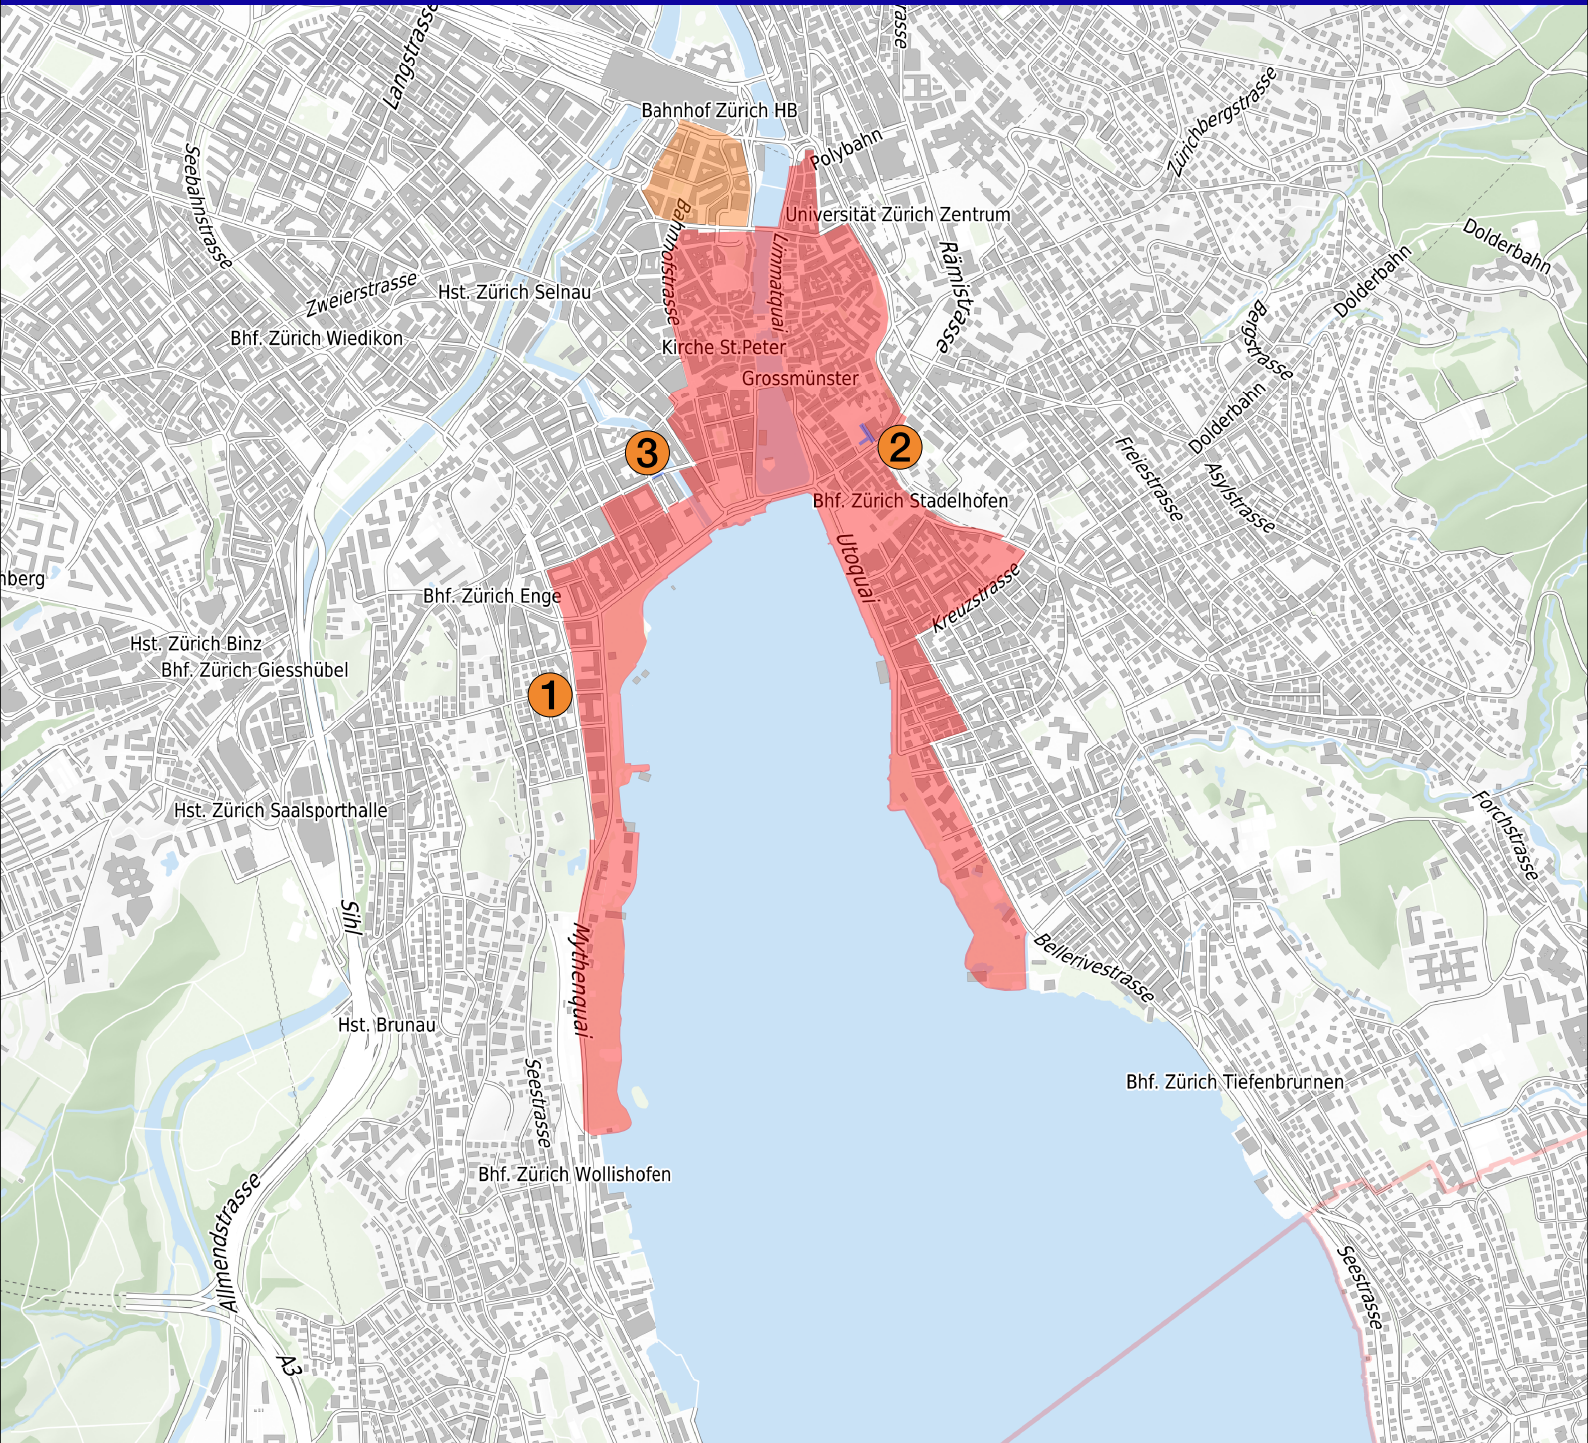 Langstrasse
Bahnhof Zürich HB
Polybahn
Zürichbergstrasse
Seebahnstrasse
Bahnhofstrasse
Universität Zürich Zentrum
Limmatquai
Rämistrasse
Dolderbahn
Dolderbahn
Zweierstrasse
Hst. Zürich Selnau
Bhf. Zürich Wiedikon
Kirche St.Peter
Bergstrasse
Grossmünster
Dolderbahn
3
2
Freiestrasse
Asylstrasse
Bhf. Zürich Stadelhofen
Utoquai
Kreuzstrasse
Bhf. Zürich Enge
Hst. Zürich Binz
Bhf. Zürich Giesshübel
1
Hst. Zürich Saalsporthalle
Forchstrasse
Sihl
Mythenquai
Bellerivestrasse
Hst. Brunau
Seestrasse
Bhf. Zürich Tiefenbrunnen
Bhf. Zürich Wollishofen
Allmendstrasse
Seestrasse
A3